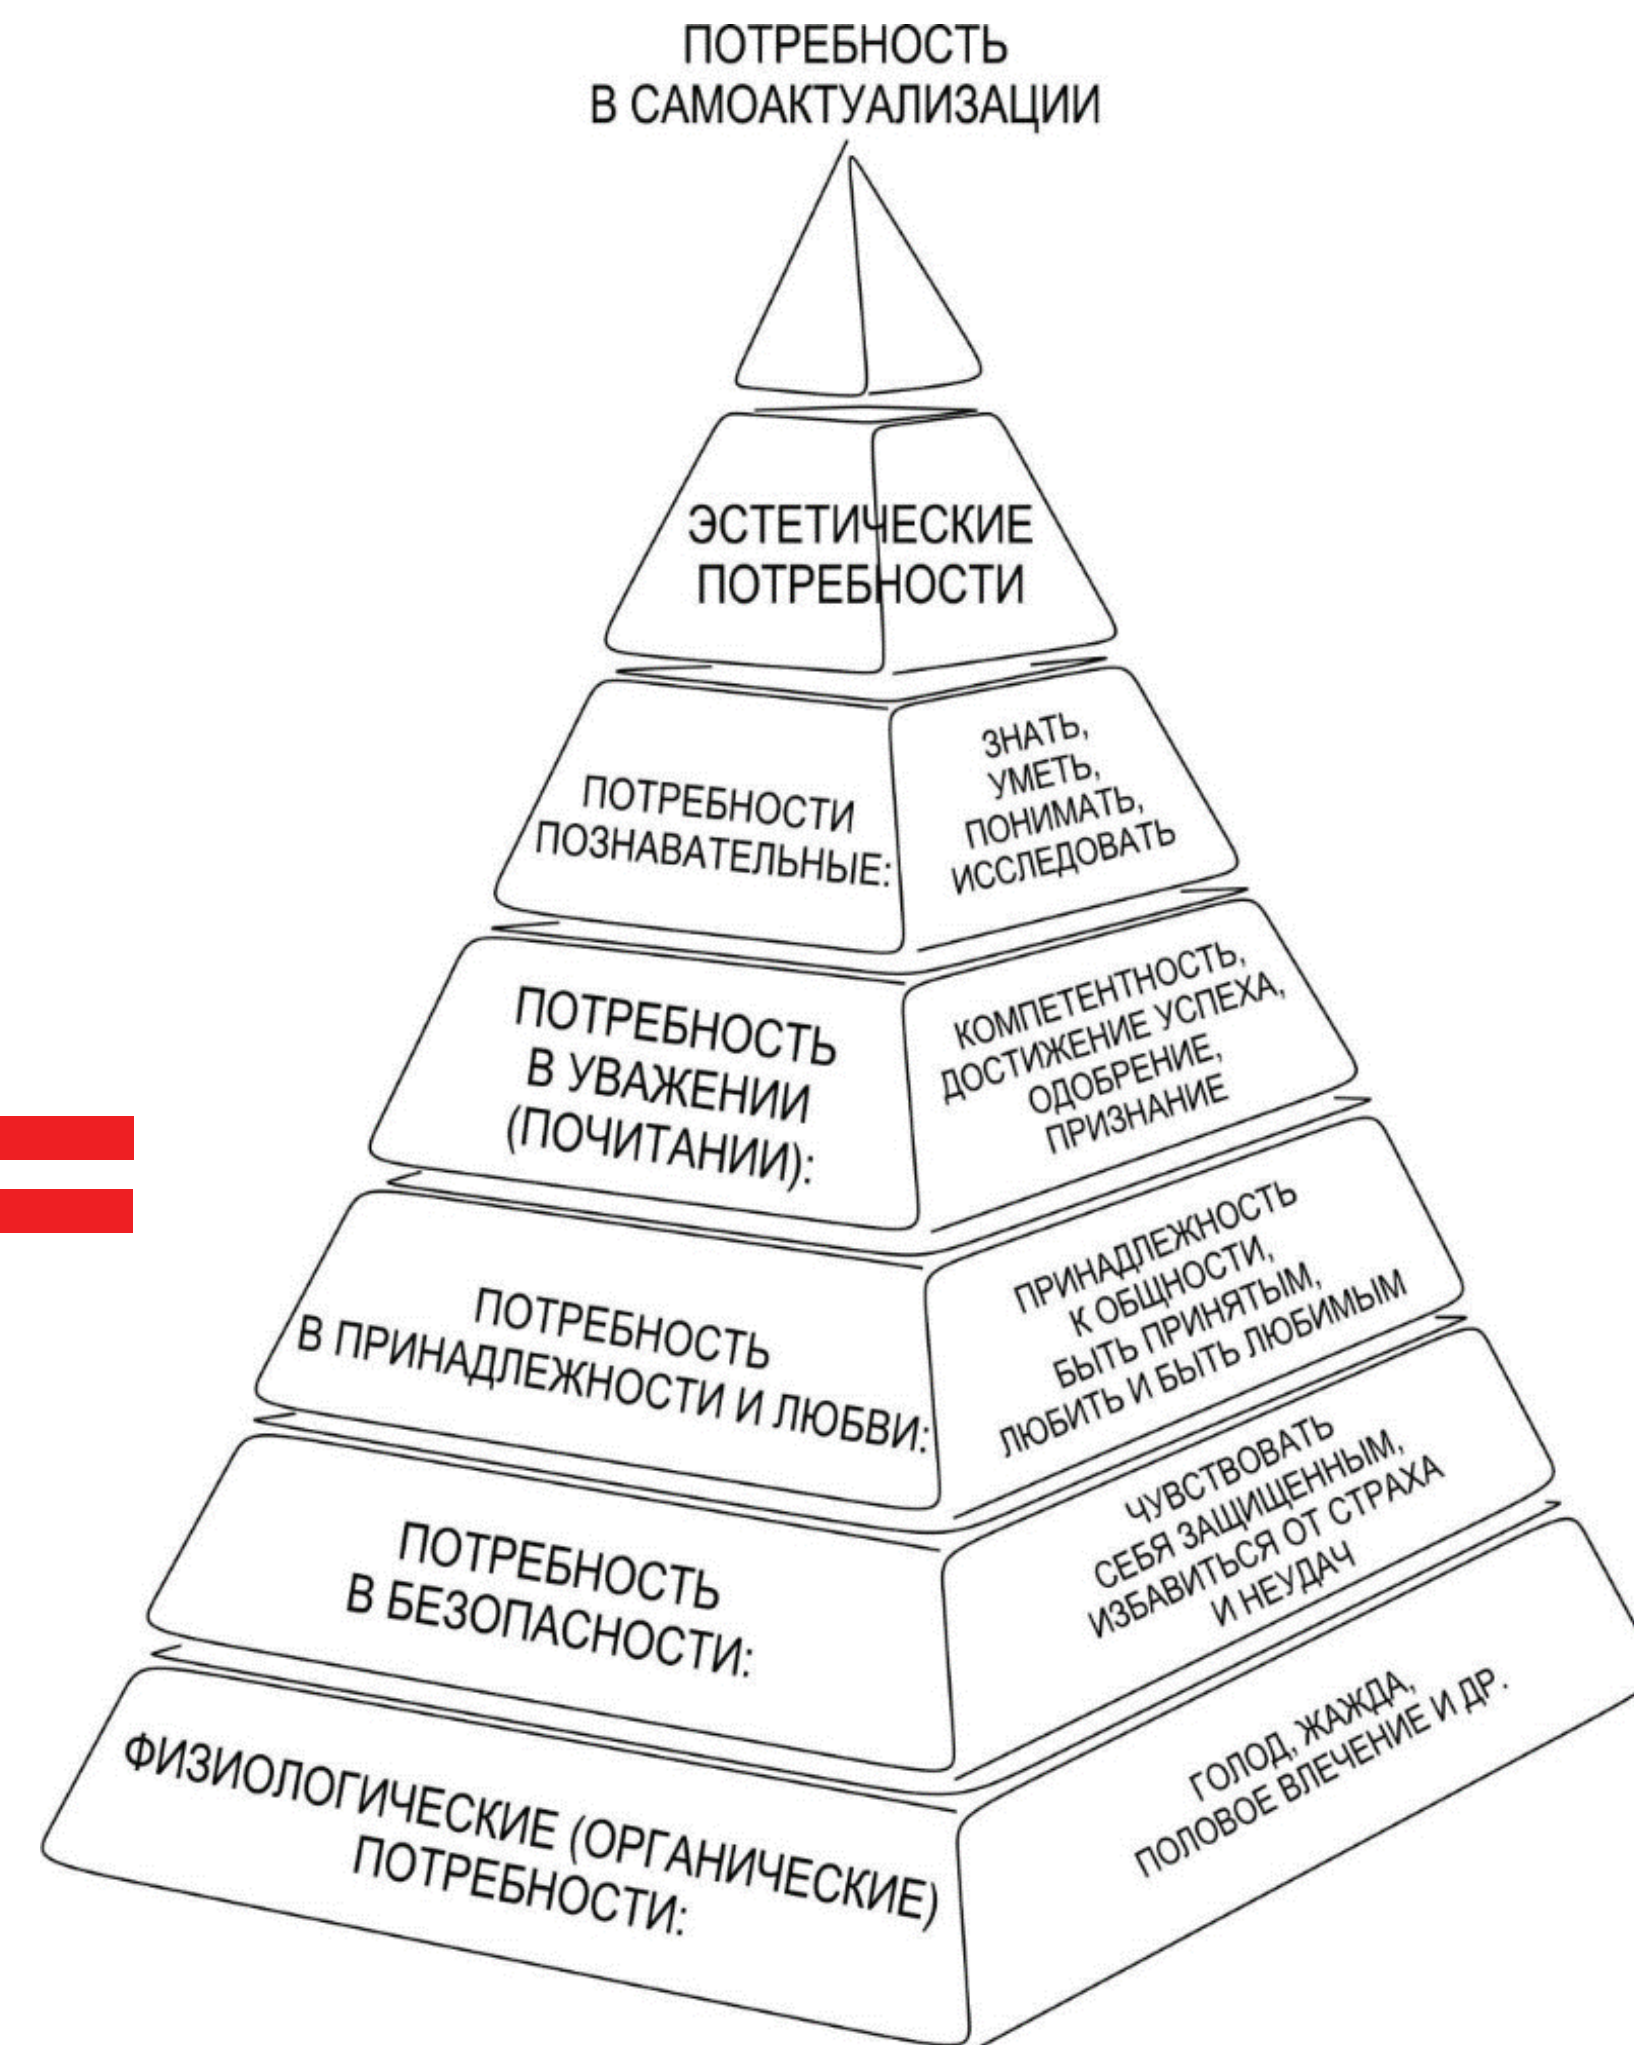 ПОТРЕБНОСТЬ
В САМОАКТУАЛИЗАЦИИ
ЭСТЕТИЧЕСКИЕ
ПОТРЕБНОСТИ
ПОТРЕБНОСТИ
ПОЗНАВАТЕЛЬНЫЕ:
ЗНАТЬ,
УМЕТЬ,
ПОНИМАТЬ,
ИССЛЕДОВАТЬ
ПОТРЕБНОСТЬ
В УВАЖЕНИИ
(ПОЧИТАНИИ):
КОМПЕТЕНТНОСТЬ,
ДОСТИЖЕНИЕ УСПЕХА,
ОДОБРЕНИЕ,
ПРИЗНАНИЕ
ПОТРЕБНОСТЬ
В ПРИНАДЛЕЖНОСТИ И ЛЮБВИ:
ПРИНАДЛЕЖНОСТЬ
К ОБЩНОСТИ,
БЫТЬ ПРИНЯТЫМ,
ЛЮБИТЬ И БЫТЬ ЛЮБИМЫМ
ПОТРЕБНОСТЬ
В БЕЗОПАСНОСТИ:
ЧУВСТВОВАТЬ
СЕБЯ ЗАЩИЩЕННЫМ,
ИЗБАВИТЬСЯ ОТ СТРАХА
И НЕУДАЧ
ФИЗИОЛОГИЧЕСКИЕ (ОРГАНИЧЕСКИЕ)
ПОТРЕБНОСТИ:
ГОЛОД, ЖАЖДА,
ПОЛОВОЕ ВЛЕЧЕНИЕ И ДР.